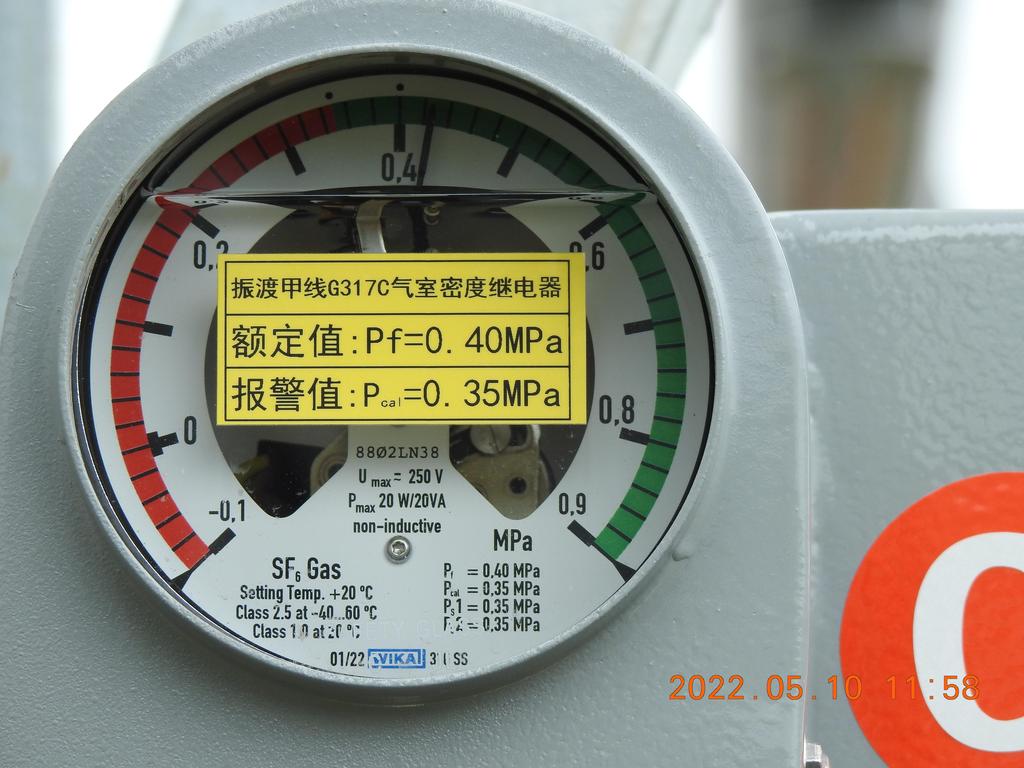 0,4
0,2
,6
振渡甲线G317C气室密度继电器
额定值:Pf=0.40MPa
报警值:Pcal=0.35MPa
0
0,8
8802LN38
U max = 250 V
Pmax 20 W/20VA
non-inductive
-0,1
0,9
MPa
SF6 Gas
Setting Temp. +20 °C
Class 2.5 at -40...60 °C
Class 1.0 at 20 °C
Pf = 0,40 MPa
Pcal = 0,35 MPa
PS1 = 0,35 MPa
PS2 = 0,35 MPa
01/22 WIKA 316 SS
2022.05.10 11:58